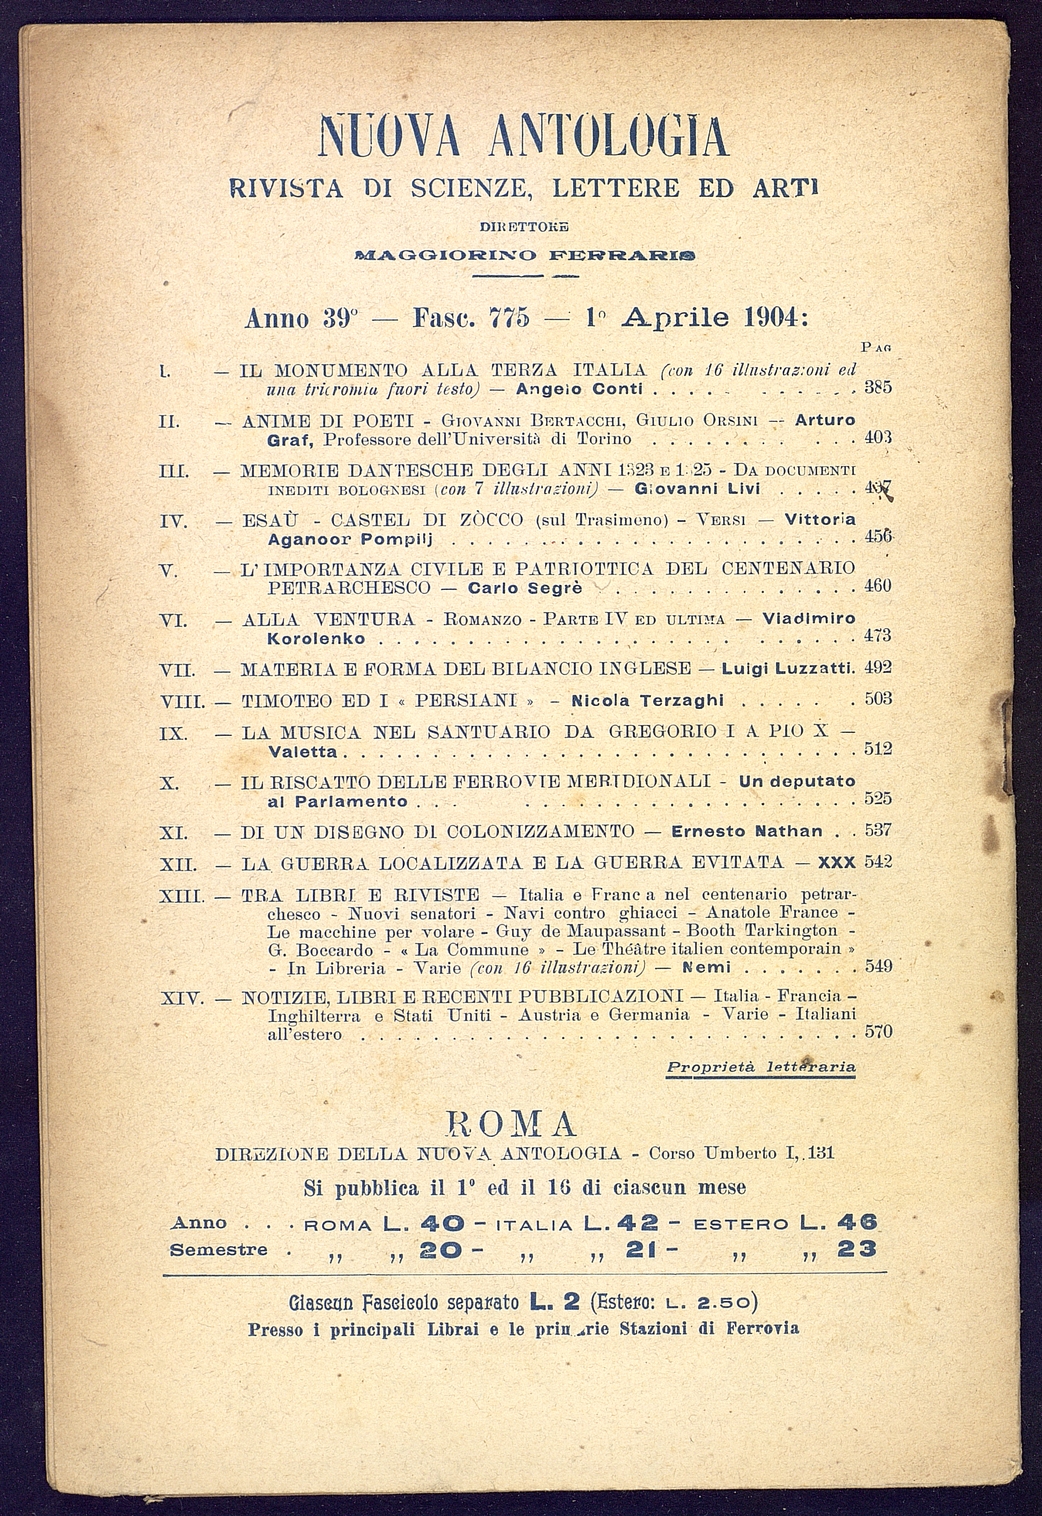 NUOVA ANTOLOGIA
RIVISTA DI SCIENZE, LETTERE ED ARTI
DIRETTORE
MAGGIORINO FERRARIS
Anno 39º — Fasc. 775 — 1º Aprile 1904:
PAG
I. — IL MONUMENTO ALLA TERZA ITALIA (con 16 illustrazioni ed
una tricromia fuori testo) — Angelo Conti . . . . . . . . . . 385
II. — ANIME DI POETI - GIOVANNI BERTACCHI, GIULIO ORSINI -- Arturo
Graf, Professore dell'Università di Torino . . . . . . . . . . . 403
III. — MEMORIE DANTESCHE DEGLI ANNI 1323 E 1325 - DA DOCUMENTI
INEDITI BOLOGNESI (con 7 illustrazioni) — Giovanni Livi . . . . .
IV. — ESAÙ - CASTEL DI ZÒCCO (sul Trasimeno) - VERSI — Vittoria
Aganoor Pompilj . . . . . . . . . . . . . . . . . . . . . . 456
V. — L'IMPORTANZA CIVILE E PATRIOTTICA DEL CENTENARIO
PETRARCHESCO — Carlo Segrè . . . . . . . . . . . . . . 460
VI. — ALLA VENTURA - ROMANZO - PARTE IV ED ULTIMA — Vladimiro
Korolenko . . . . . . . . . . . . . . . . . . . . . . . . 473
VII. — MATERIA E FORMA DEL BILANCIO INGLESE — Luigi Luzzatti. 492
VIII. — TIMOTEO ED I « PERSIANI » - Nicola Terzaghi . . . . . . 503
IX. — LA MUSICA NEL SANTUARIO DA GREGORIO I A PIO X —
Valetta . . . . . . . . . . . . . . . . . . . . . . . . . . 512
X. — IL RISCATTO DELLE FERROVIE MERIDIONALI - Un deputato
al Parlamento . . . . . . . . . . . . . . . . . . . . . 525
XI. — DI UN DISEGNO DI COLONIZZAMENTO — Ernesto Nathan . . 537
XII. — LA GUERRA LOCALIZZATA E LA GUERRA EVITATA — XXX 542
XIII. — TRA LIBRI E RIVISTE — Italia e Franc a nel centenario petrar-
chesco - Nuovi senatori - Navi contro ghiacci - Anatole France -
Le macchine per volare - Guy de Maupassant - Booth Tarkington -
G. Boccardo - « La Commune » - Le Théâtre italien contemporain »
- In Libreria - Varie (con 16 illustrazioni) — Nemi . . . . . . . 549
XIV. — NOTIZIE, LIBRI E RECENTI PUBBLICAZIONI — Italia - Francia -
Inghilterra e Stati Uniti - Austria e Germania - Varie - Italiani
all'estero . . . . . . . . . . . . . . . . . . . . . . . . . . 570
Proprietà letteraria
ROMA
DIREZIONE DELLA NUOVA ANTOLOGIA - Corso Umberto I, 131
Si pubblica il 1º ed il 16 di ciascun mese
Anno . . . ROMA L. 40 - ITALIA L. 42 - ESTERO L. 46
Semestre . „ „ 20 - „ „ 21 - „ „ 23
Ciascun Fascicolo separato L. 2 (Estero: L. 2.50)
Presso i principali Librai e le Stazioni di Ferrovia